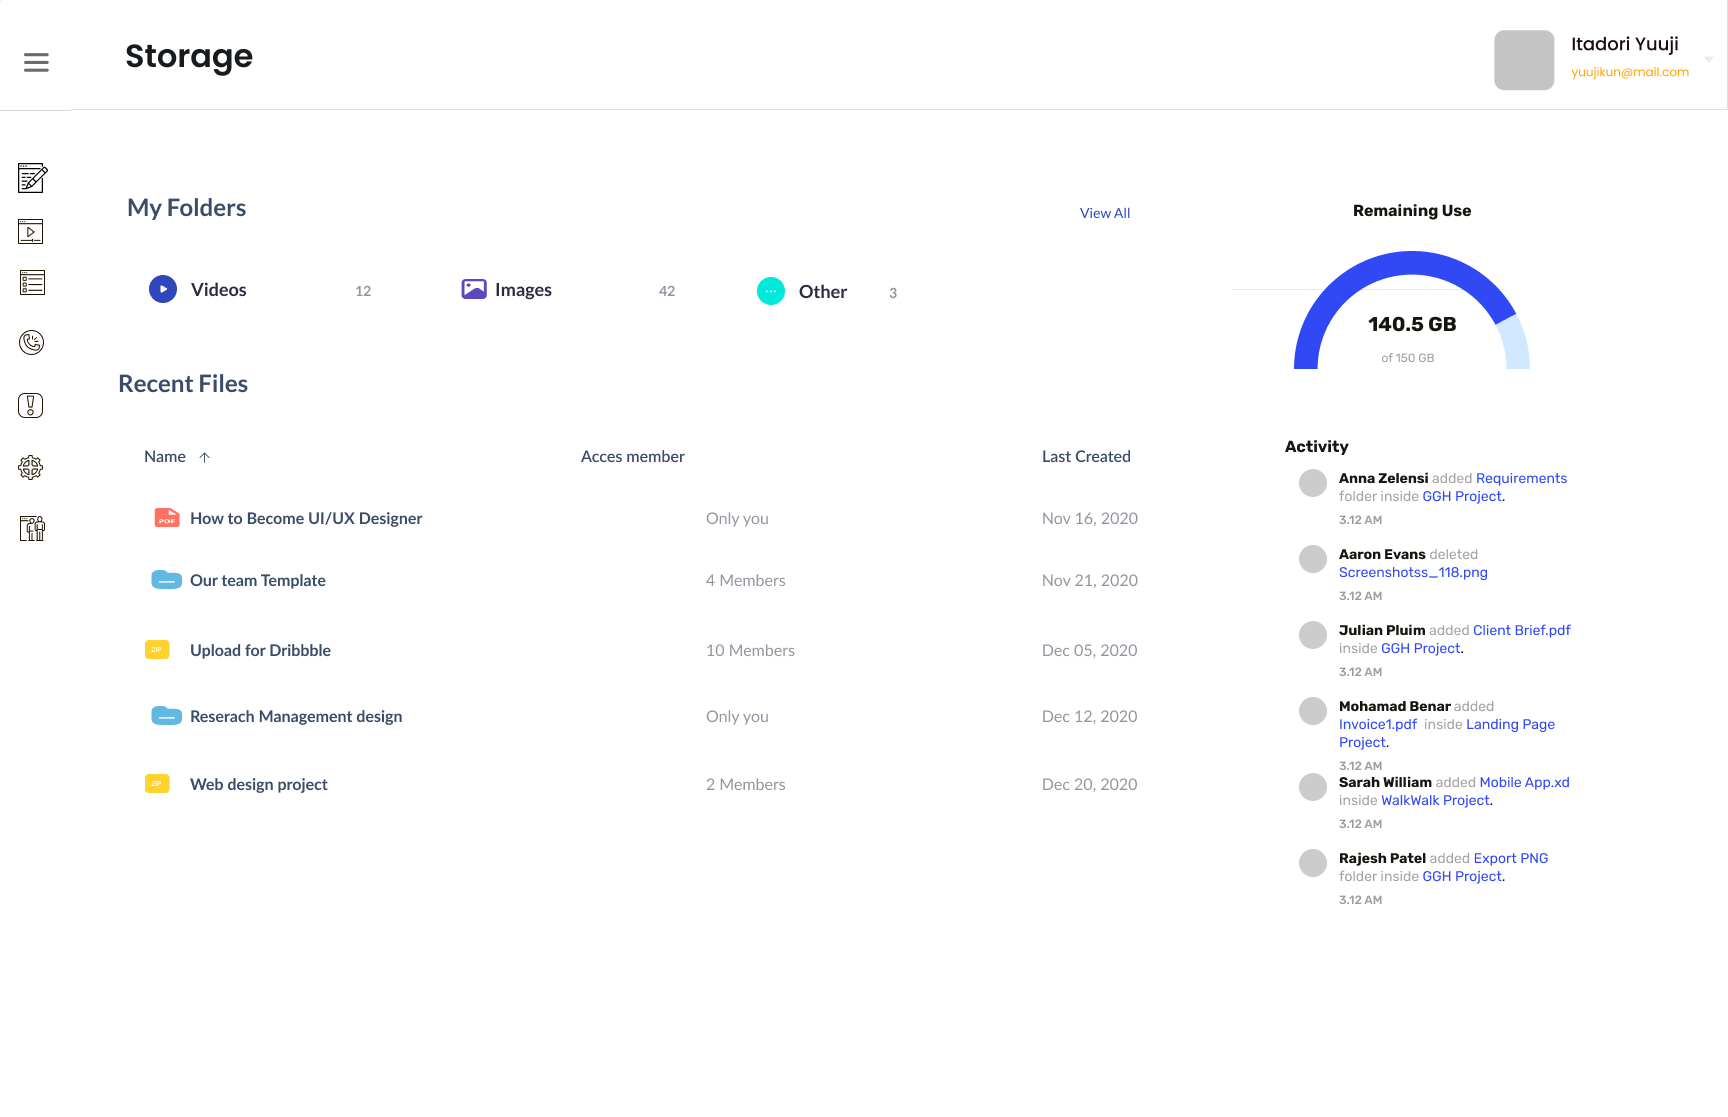 Storage
Itadori Yuuji
yuujikun@mail.com
My Folders
View All
Videos 12
Images 42
Other 3
Recent Files
Name Acces member Last Created
PDF How to Become UI/UX Designer Only you Nov 16, 2020
Our team Template 4 Members Nov 21, 2020
ZIP Upload for Dribbble 10 Members Dec 05, 2020
Reserach Management design Only you Dec 12, 2020
ZIP Web design project 2 Members Dec 20, 2020
Remaining Use
140.5 GB
of 150 GB
Activity
Anna Zelensi added Requirements
folder inside GGH Project.
3.12 AM
Aaron Evans deleted
Screenshotss_118.png
3.12 AM
Julian Pluim added Client Brief.pdf
inside GGH Project.
3.12 AM
Mohamad Benar added
Invoice1.pdf inside Landing Page
Project.
3.12 AM
Sarah William added Mobile App.xd
inside WalkWalk Project.
3.12 AM
Rajesh Patel added Export PNG
folder inside GGH Project.
3.12 AM